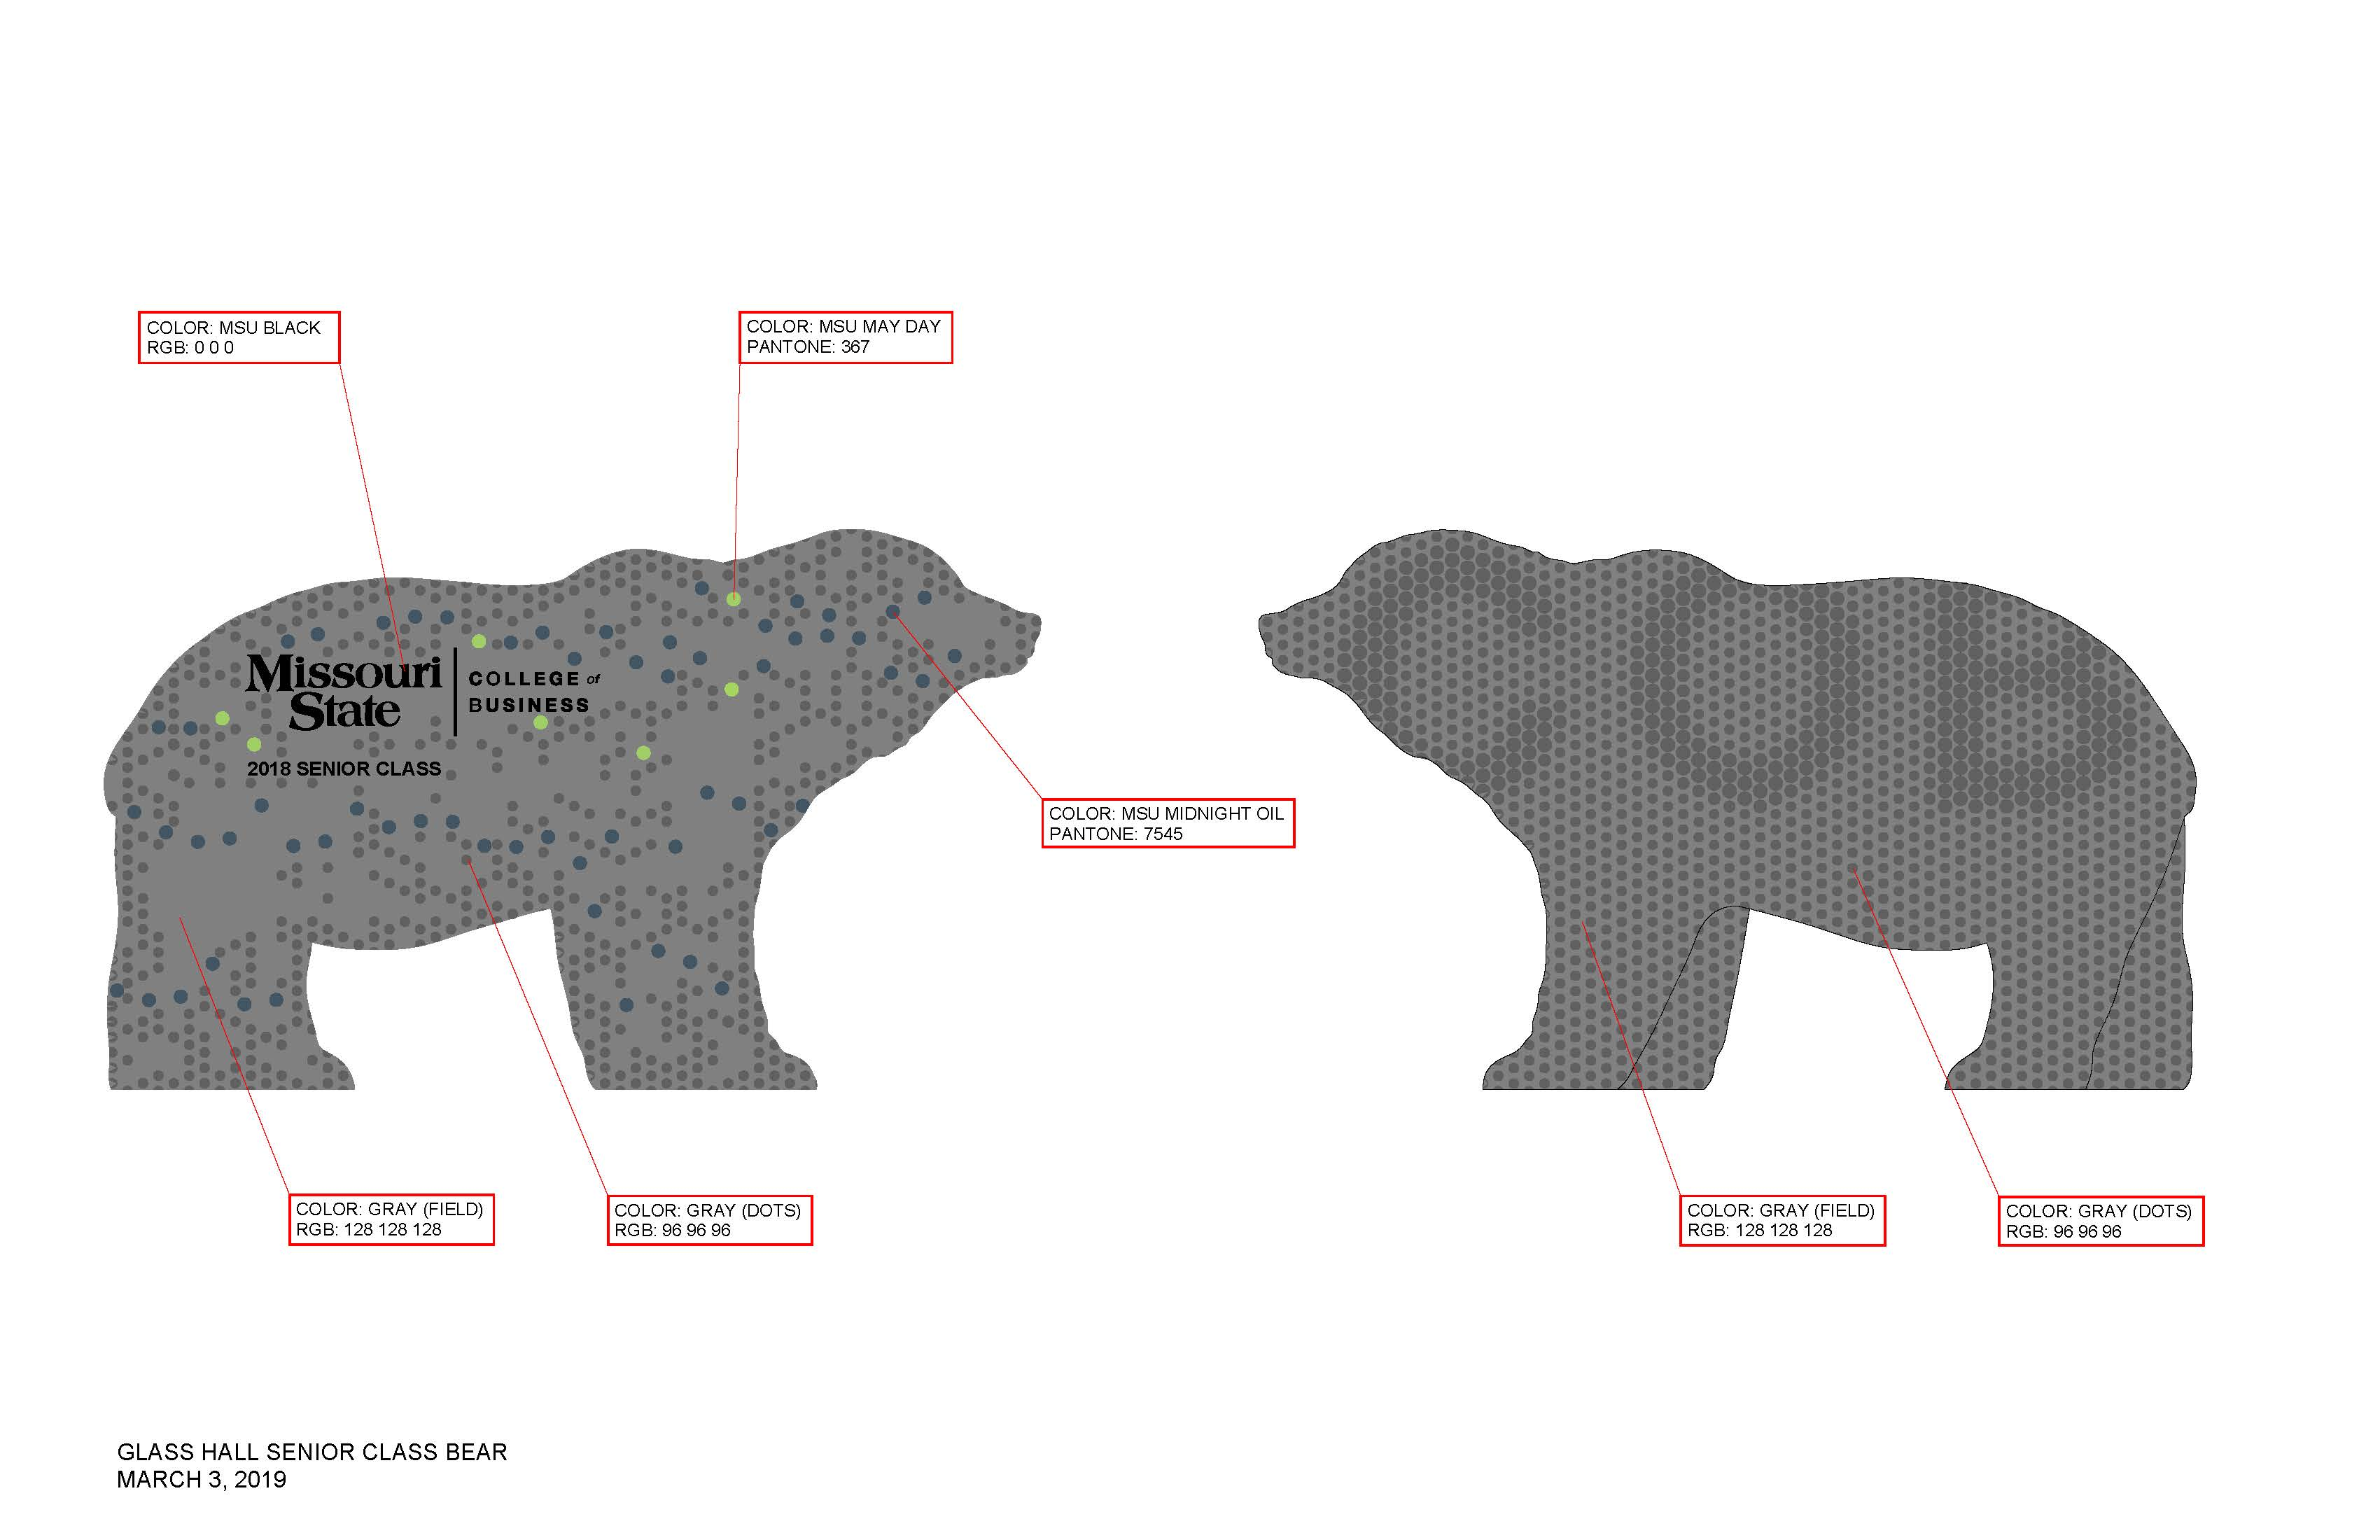 COLOR: MSU BLACK
RGB: 0 0 0
COLOR: MSU MAY DAY
PANTONE: 367
Missouri
State
COLLEGE of
BUSINESS
2018 SENIOR CLASS
COLOR: MSU MIDNIGHT OIL
PANTONE: 7545
COLOR: GRAY (FIELD)
RGB: 128 128 128
COLOR: GRAY (DOTS)
RGB: 96 96 96
COLOR: GRAY (FIELD)
RGB: 128 128 128
COLOR: GRAY (DOTS)
RGB: 96 96 96
GLASS HALL SENIOR CLASS BEAR
MARCH 3, 2019